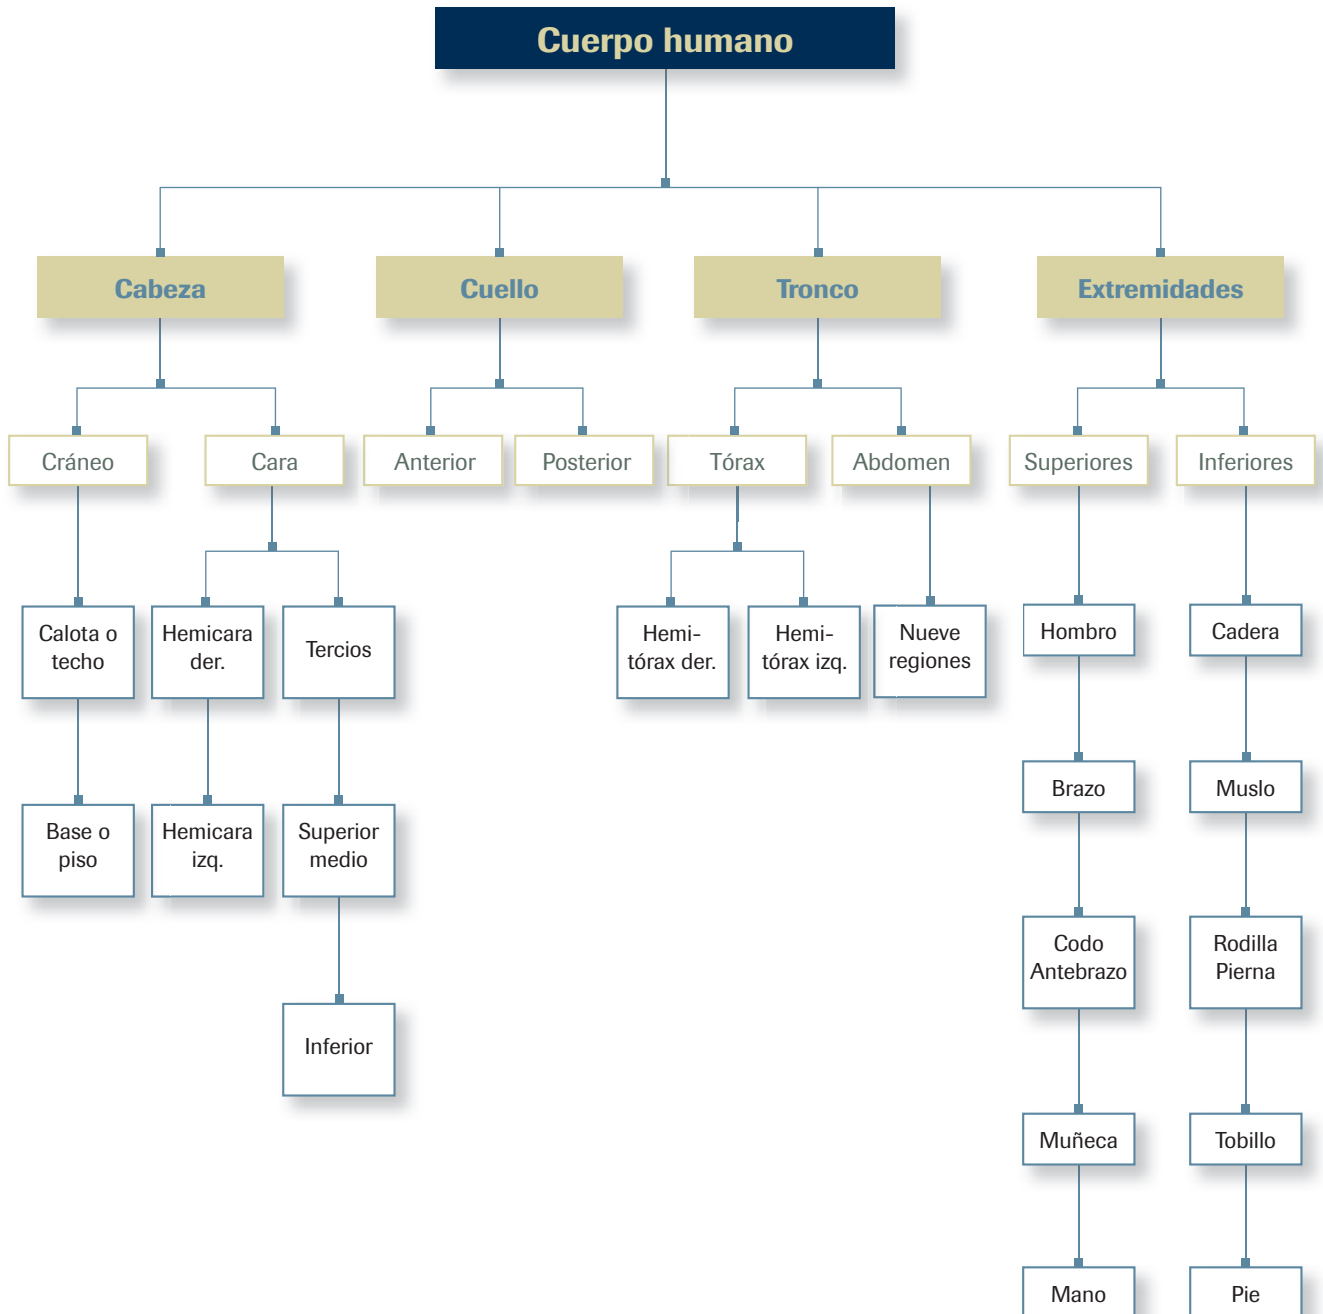 Cuerpo humano
Cabeza
Cuello
Tronco
Extremidades
Cráneo
Cara
Anterior
Posterior
Tórax
Abdomen
Superiores
Inferiores
Calota o
techo
Hemicara
der.
Tercios
Hemi-
tórax der.
Hemi-
tórax izq.
Nueve
regiones
Hombro
Cadera
Brazo
Muslo
Base o
piso
Hemicara
izq.
Superior
medio
Codo
Antebrazo
Rodilla
Pierna
Inferior
Muñeca
Tobillo
Mano
Pie